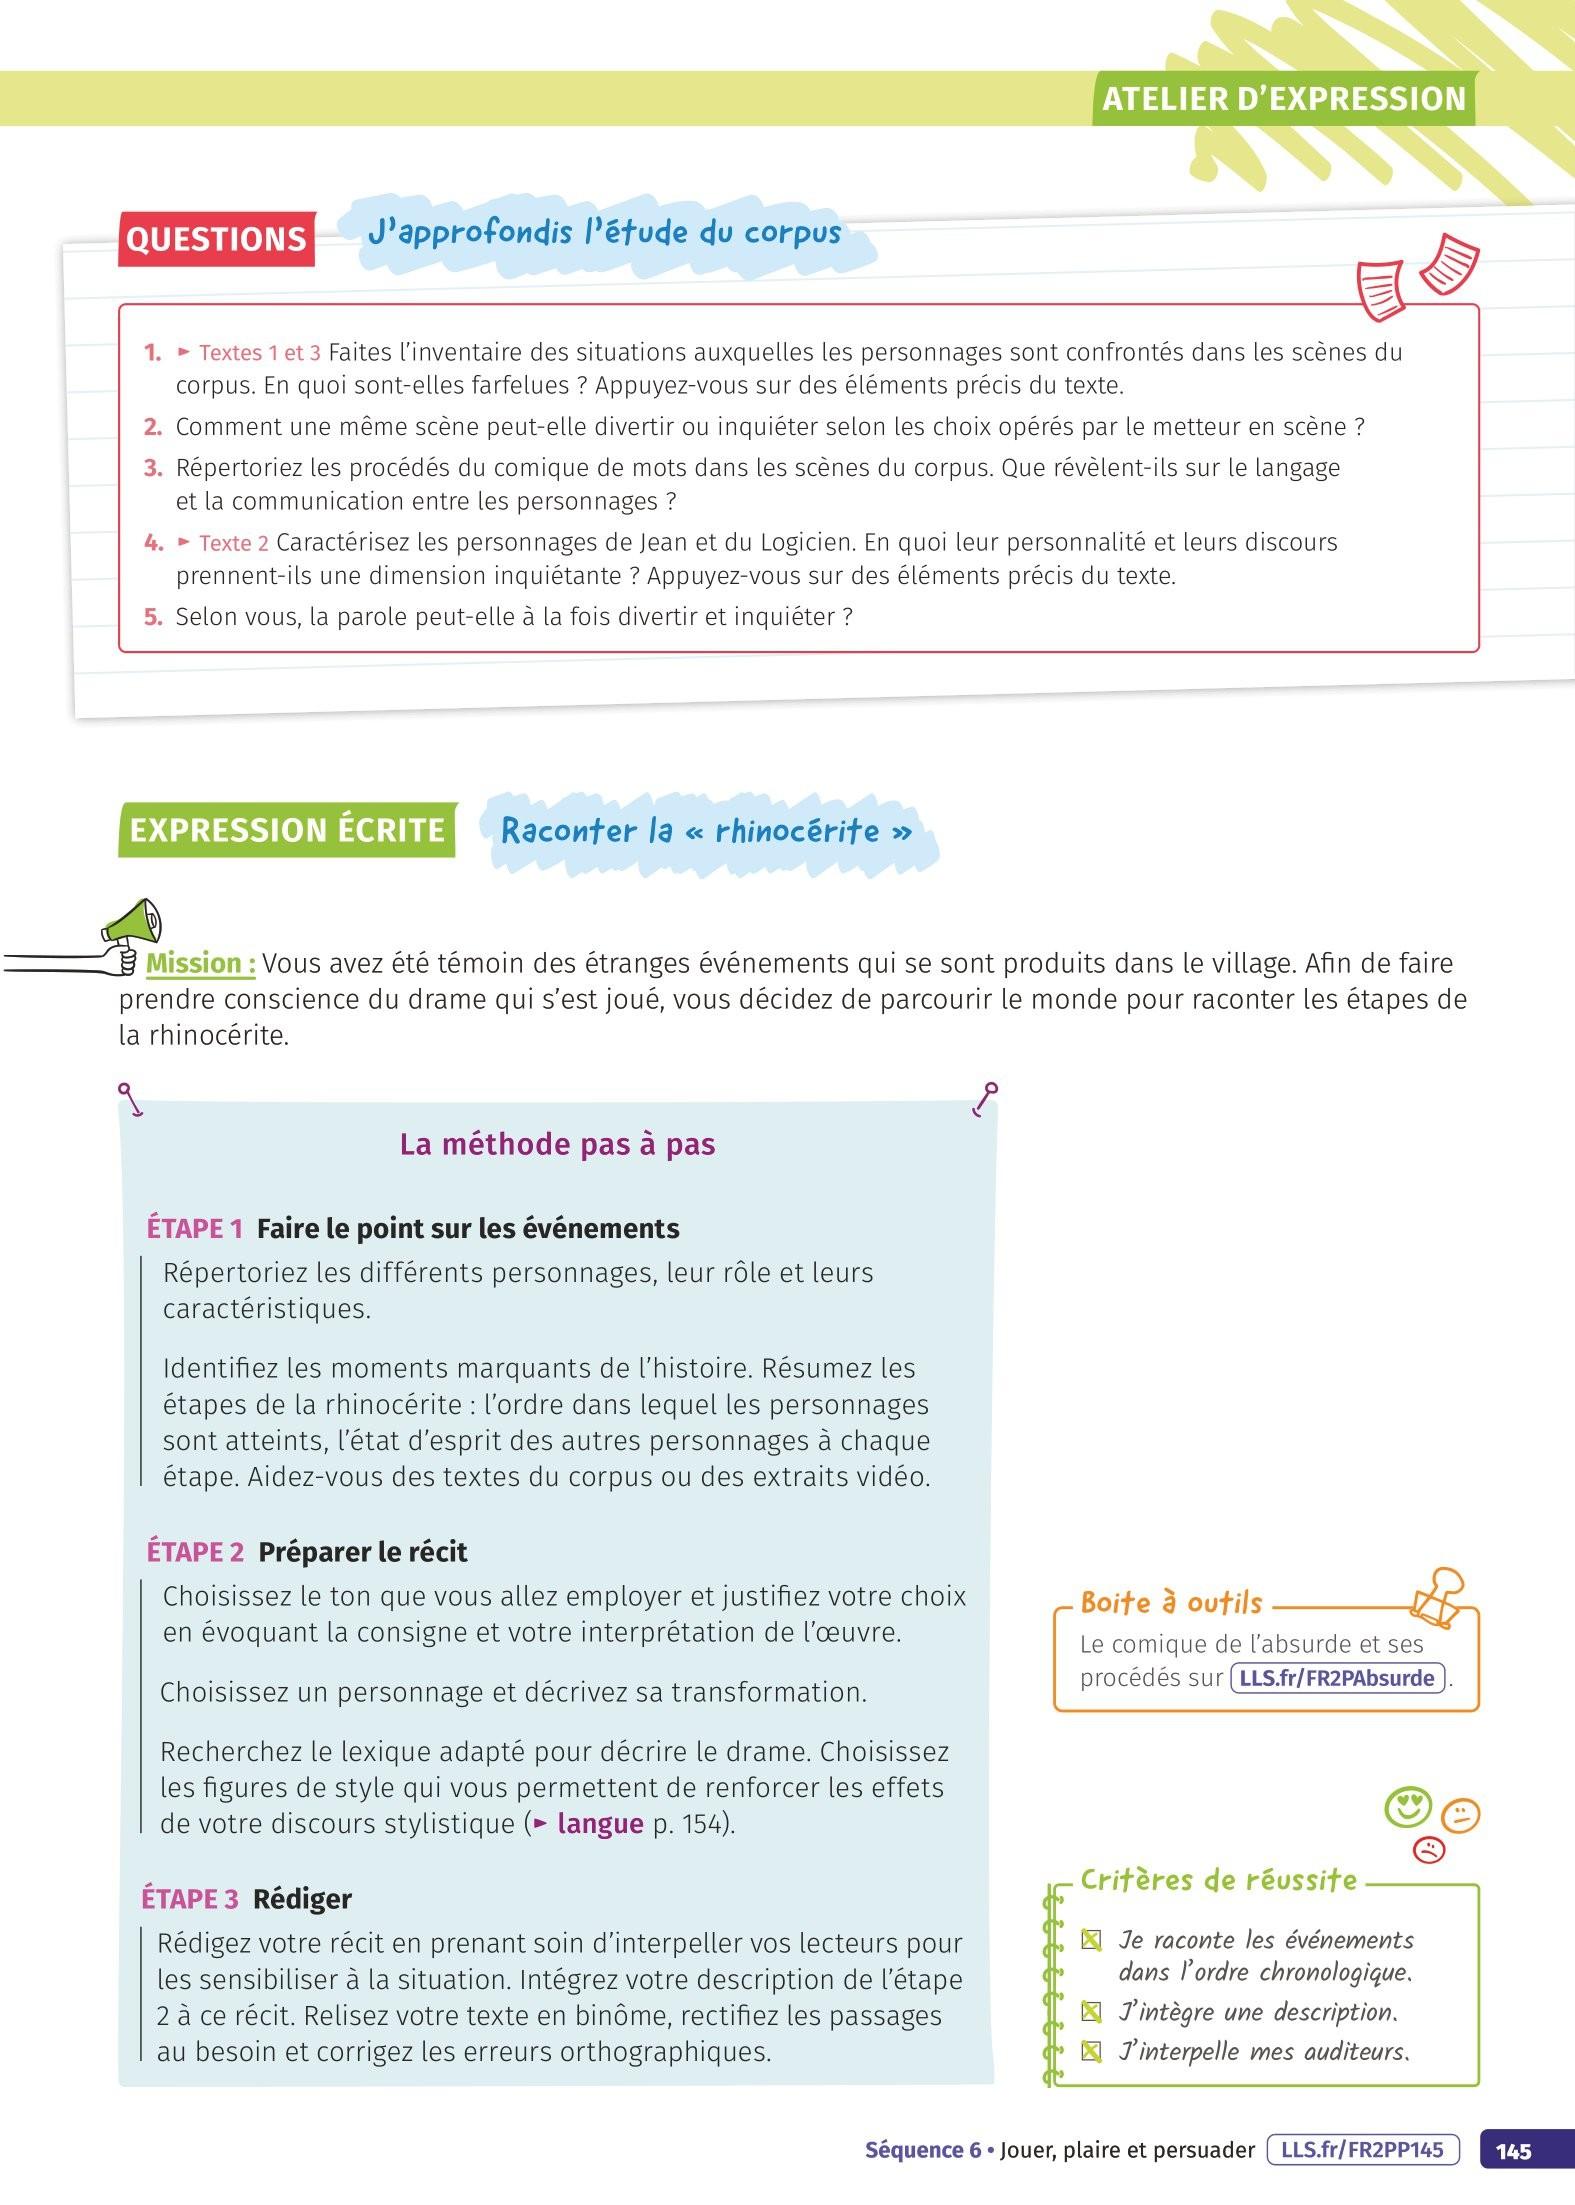 ATELIER D'EXPRESSION
QUESTIONS
J'approfondis l'étude du corpus
1. ► Textes 1 et 3 Faites l'inventaire des situations auxquelles les personnages sont confrontés dans les scènes du
corpus. En quoi sont-elles farfelues ? Appuyez-vous sur des éléments précis du texte.
2. Comment une même scène peut-elle divertir ou inquiéter selon les choix opérés par le metteur en scène ?
3. Répertoriez les procédés du comique de mots dans les scènes du corpus. Que révèlent-ils sur le langage
et la communication entre les personnages ?
4. ► Texte 2 Caractérisez les personnages de Jean et du Logicien. En quoi leur personnalité et leurs discours
prennent-ils une dimension inquiétante ? Appuyez-vous sur des éléments précis du texte.
5. Selon vous, la parole peut-elle à la fois divertir et inquiéter ?
EXPRESSION ÉCRITE
Raconter la « rhinocérite »
Mission : Vous avez été témoin des étranges événements qui se sont produits dans le village. Afin de faire
prendre conscience du drame qui s'est joué, vous décidez de parcourir le monde pour raconter les étapes de
la rhinocérite.
La méthode pas à pas
ÉTAPE 1 Faire le point sur les événements
Répertoriez les différents personnages, leur rôle et leurs
caractéristiques.
Identifiez les moments marquants de l'histoire. Résumez les
étapes de la rhinocérite : l'ordre dans lequel les personnages
sont atteints, l'état d'esprit des autres personnages à chaque
étape. Aidez-vous des textes du corpus ou des extraits vidéo.
ÉTAPE 2 Préparer le récit
Choisissez le ton que vous allez employer et justifiez votre choix
en évoquant la consigne et votre interprétation de l'œuvre.
Choisissez un personnage et décrivez sa transformation.
Recherchez le lexique adapté pour décrire le drame. Choisissez
les figures de style qui vous permettent de renforcer les effets
de votre discours stylistique (► langue p. 154).
ÉTAPE 3 Rédiger
Rédigez votre récit en prenant soin d'interpeller vos lecteurs pour
les sensibiliser à la situation. Intégrez votre description de l'étape
2 à ce récit. Relisez votre texte en binôme, rectifiez les passages
au besoin et corrigez les erreurs orthographiques.
Boite à outils
Le comique de l'absurde et ses
procédés sur LLS.fr/FR2PAbsurde .
Critères de réussite
Je raconte les événements
dans l'ordre chronologique.
J'intègre une description.
J'interpelle mes auditeurs.
Séquence 6 • Jouer, plaire et persuader LLS.fr/FR2PP145 145